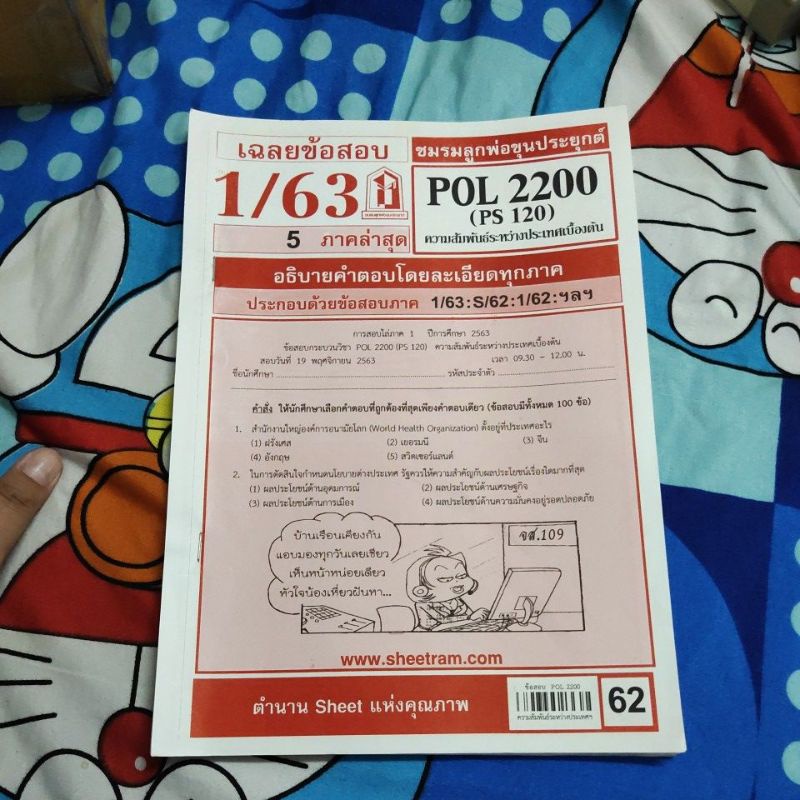 เฉลยข้อสอบ
ชมรมลูกพ่อขุนประยุกต์
1/63
POL 2200
(PS 120)
ความสัมพันธ์ระหว่างประเทศเบื้องต้น
5 ภาคล่าสุด
อธิบายคำตอบโดยละเอียดทุกภาค
ประกอบด้วยข้อสอบภาค 1/63:S/62:1/62:ฯลฯ
การสอบไล่ภาค 1 ปีการศึกษา 2563
ข้อสอบกระบวนวิชา POL 2200 (PS 120) ความสัมพันธ์ระหว่างประเทศเบื้องต้น
สอบวันที่ 19 พฤศจิกายน 2563 เวลา 09.30 – 12.00 น.
ชื่อนักศึกษา รหัสประจำตัว
คำสั่ง ให้นักศึกษาเลือกคำตอบที่ถูกต้องที่สุดเพียงคำตอบเดียว (ข้อสอบมีทั้งหมด 100 ข้อ)
1. สำนักงานใหญ่องค์การอนามัยโลก (World Health Organization) ตั้งอยู่ที่ประเทศอะไร
(1) ฝรั่งเศส (2) เยอรมนี (3) จีน
(4) อังกฤษ (5) สวิตเซอร์แลนด์
2. ในการตัดสินใจกำหนดนโยบายต่างประเทศ รัฐควรให้ความสำคัญกับผลประโยชน์เรื่องใดมากที่สุด
(1) ผลประโยชน์ด้านอุดมการณ์ (2) ผลประโยชน์ด้านเศรษฐกิจ
(3) ผลประโยชน์ด้านการเมือง (4) ผลประโยชน์ด้านความมั่นคงอยู่รอดปลอดภัย
บ้านเรือนเคียงกัน
แอบมองทุกวันเลยเชียว
เห็นหน้าหน่อยเดียว
หัวใจน้องเหี่ยวฝันหา...
จส.109
www.sheetram.com
ตำนาน Sheet แห่งคุณภาพ
ข้อสอบ POL 2200
ความสัมพันธ์ระหว่างประเทศฯ
62